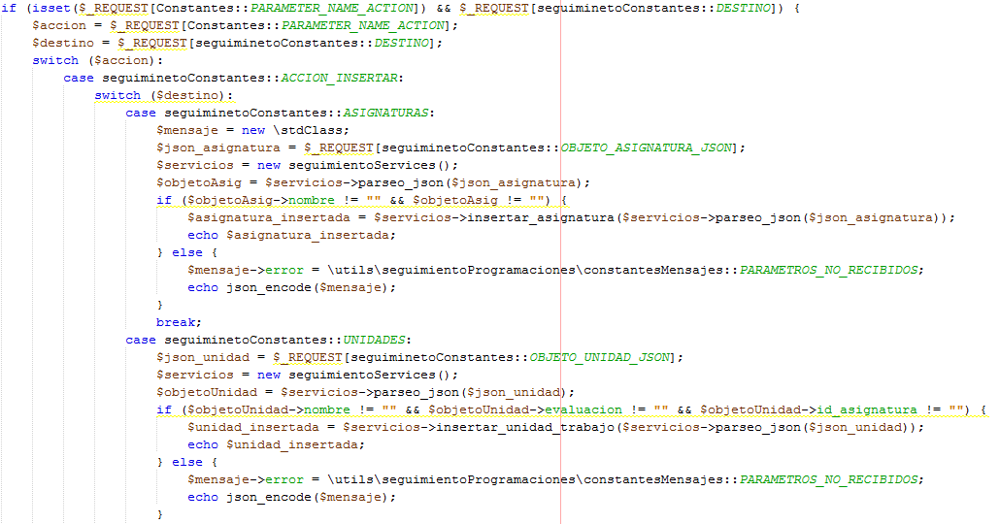 if (isset($_REQUEST[Constantes::PARAMETER_NAME_ACTION]) && $_REQUEST[seguiminetoConstantes::DESTINO]) {
    $accion = $_REQUEST[Constantes::PARAMETER_NAME_ACTION];
    $destino = $_REQUEST[seguiminetoConstantes::DESTINO];
    switch ($accion):
        case seguiminetoConstantes::ACCION_INSERTAR:
            switch ($destino):
                case seguiminetoConstantes::ASIGNATURAS:
                    $mensaje = new \stdClass;
                    $json_asignatura = $_REQUEST[seguiminetoConstantes::OBJETO_ASIGNATURA_JSON];
                    $servicios = new seguimientoServices();
                    $objetoAsig = $servicios->parseo_json($json_asignatura);
                    if ($objetoAsig->nombre != "" && $objetoAsig != "") {
                        $asignatura_insertada = $servicios->insertar_asignatura($servicios->parseo_json($json_asignatura));
                        echo $asignatura_insertada;
                    } else {
                        $mensaje->error = \utils\seguimientoProgramaciones\constantesMensajes::PARAMETROS_NO_RECIBIDOS;
                        echo json_encode($mensaje);
                    }
                    break;
                case seguiminetoConstantes::UNIDADES:
                    $json_unidad = $_REQUEST[seguiminetoConstantes::OBJETO_UNIDAD_JSON];
                    $servicios = new seguimientoServices();
                    $objetoUnidad = $servicios->parseo_json($json_unidad);
                    if ($objetoUnidad->nombre != "" && $objetoUnidad->evaluacion != "" && $objetoUnidad->id_asignatura != "") {
                        $unidad_insertada = $servicios->insertar_unidad_trabajo($servicios->parseo_json($json_unidad));
                        echo $unidad_insertada;
                    } else {
                        $mensaje->error = \utils\seguimientoProgramaciones\constantesMensajes::PARAMETROS_NO_RECIBIDOS;
                        echo json_encode($mensaje);
                    }